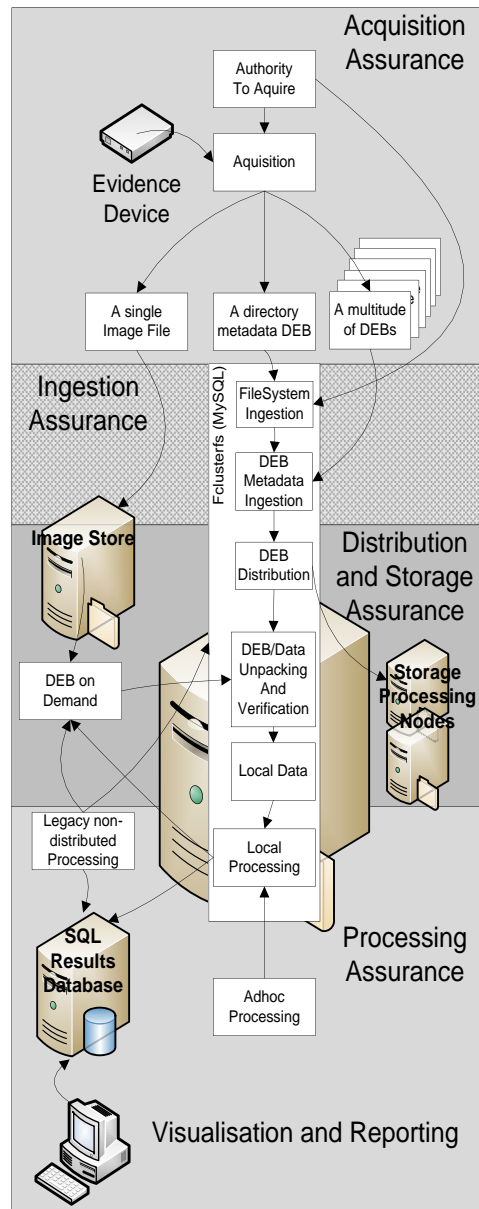 Acquisition
Assurance
Authority
To Aquire
Aquisition
Evidence
Device
A single
Image File
A directory
metadata DEB
A multitude
of DEBs
Ingestion
Assurance
Fclusterfs (MySQL)
FileSystem
Ingestion
DEB
Metadata
Ingestion
Image Store
DEB
Distribution
Distribution
and Storage
Assurance
DEB on
Demand
DEB/Data
Unpacking
And
Verification
Storage
Processing
Nodes
Local Data
Legacy non-
distributed
Processing
Local
Processing
SQL
Results
Database
Processing
Assurance
Adhoc
Processing
Visualisation and Reporting